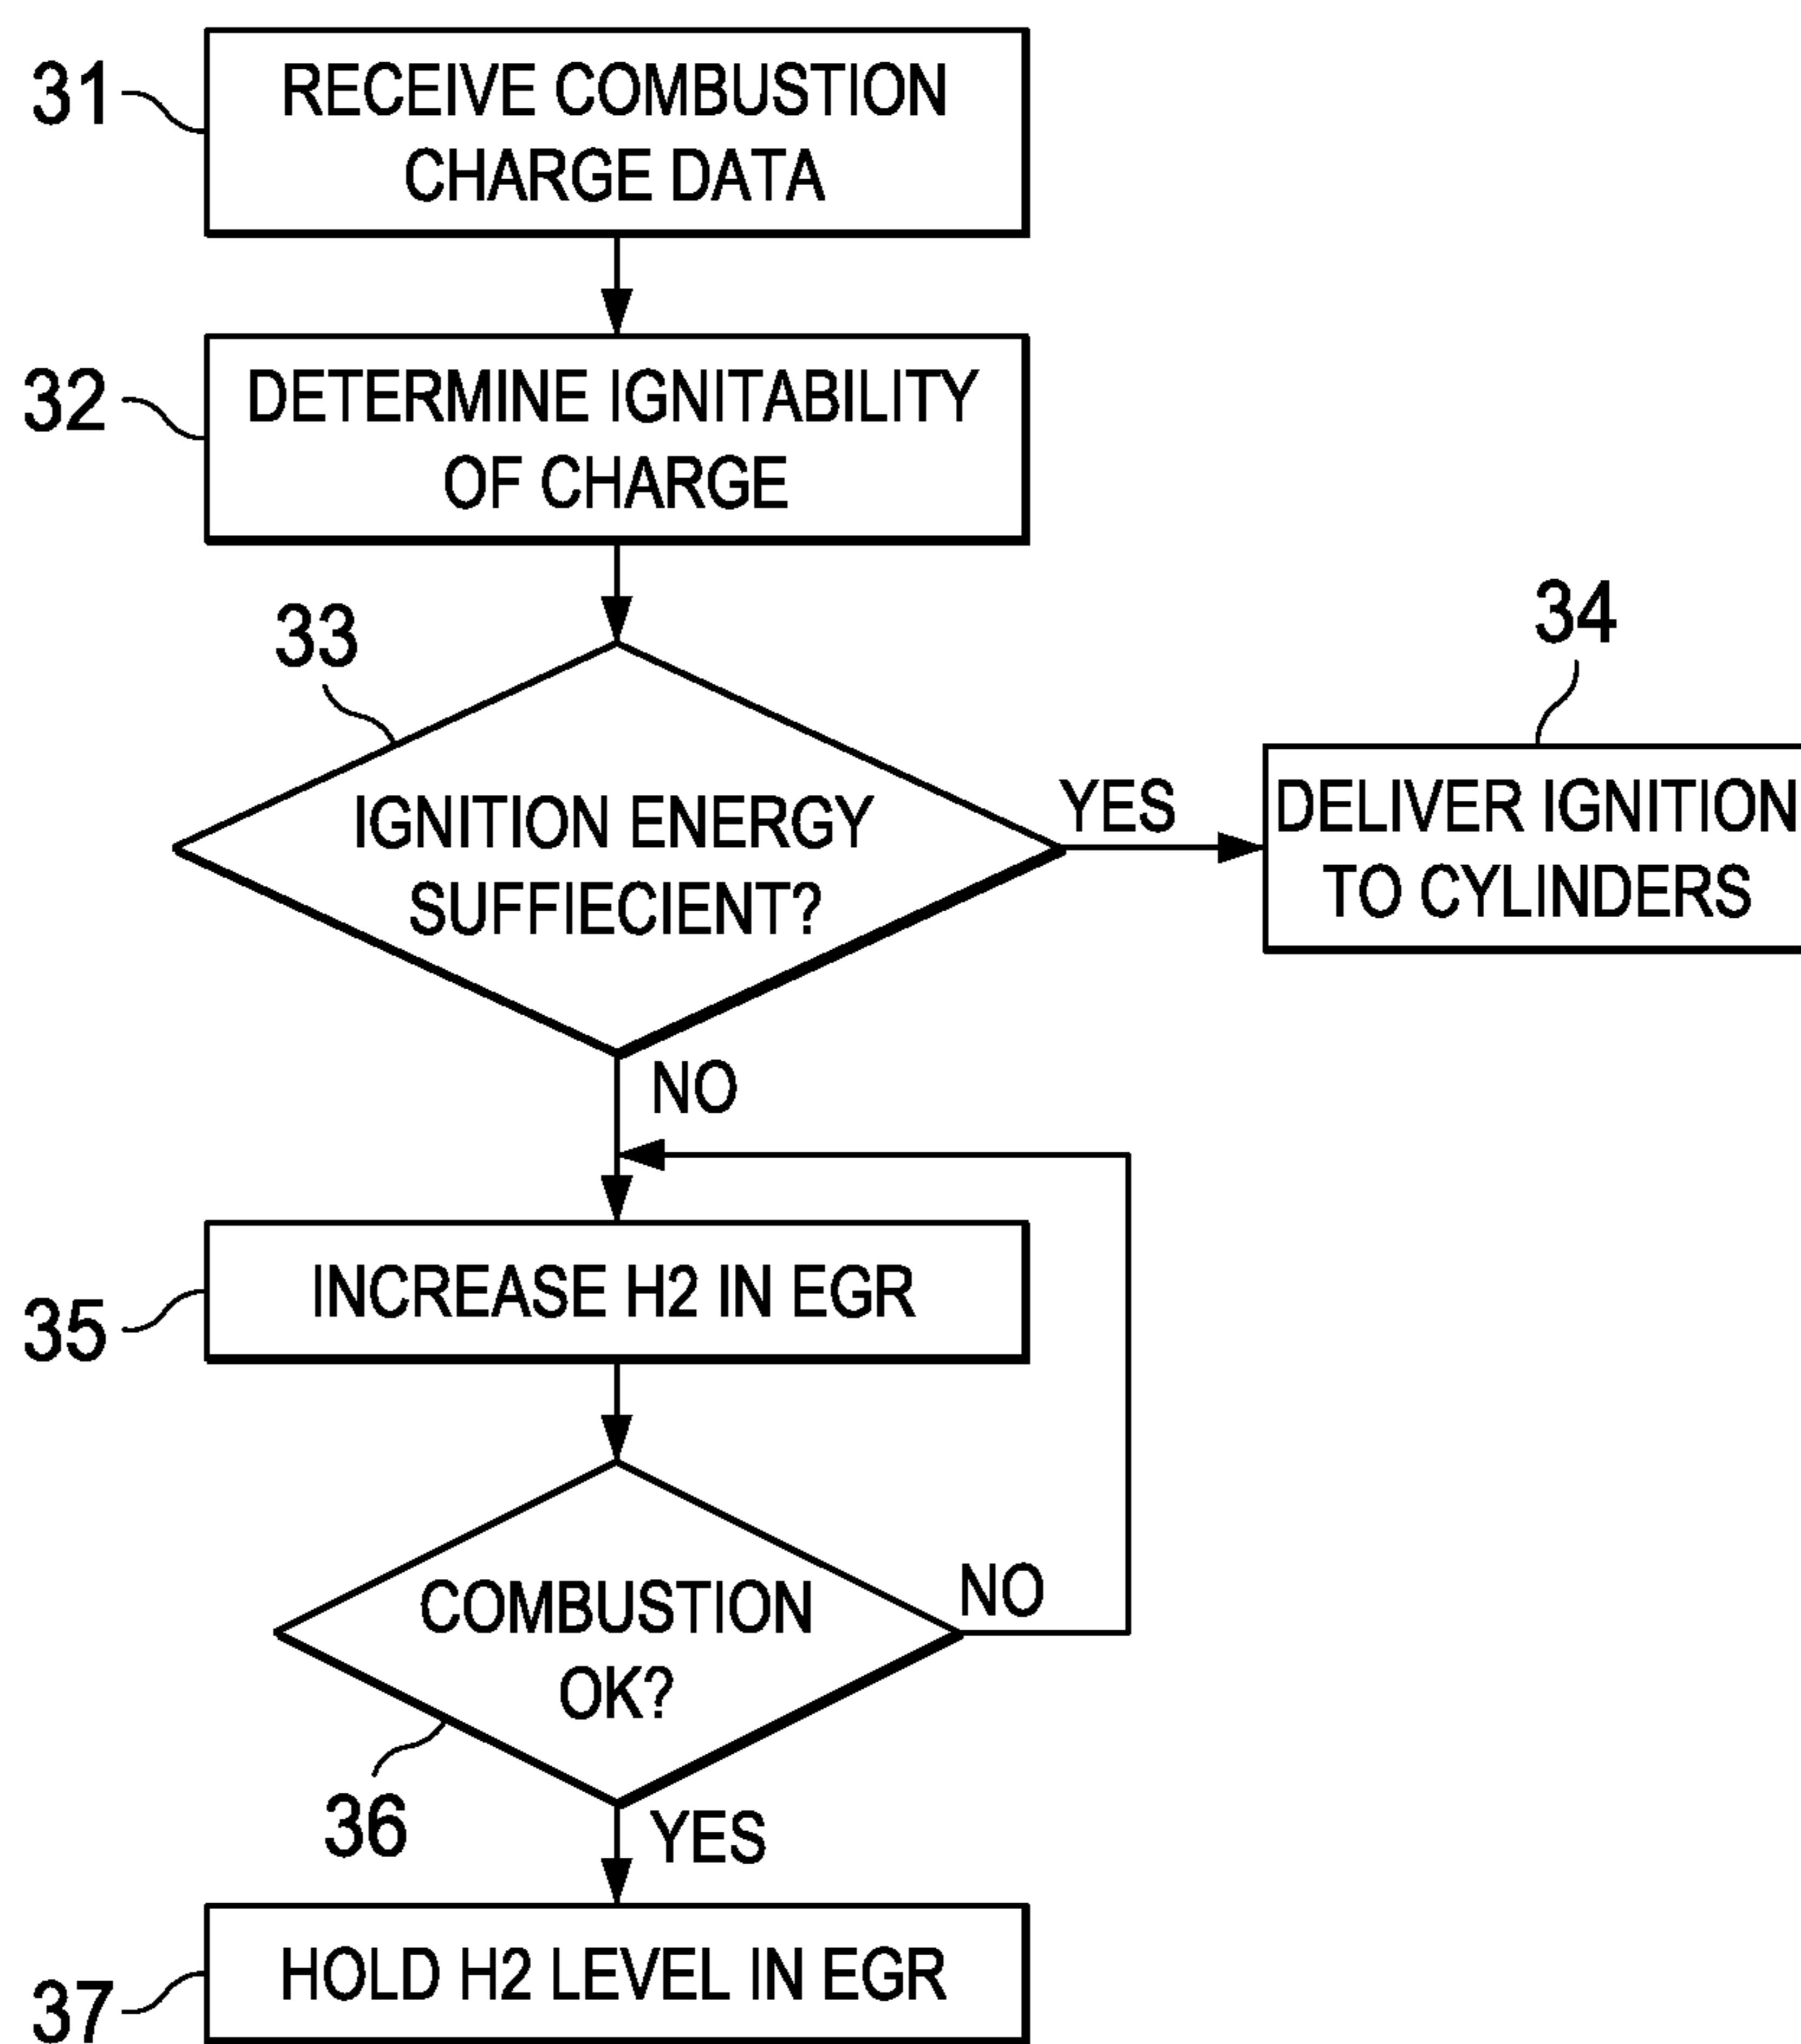 31
RECEIVE COMBUSTION
CHARGE DATA
32
DETERMINE IGNITABILITY
OF CHARGE
33
IGNITION ENERGY
SUFFIECIENT?
YES
34
DELIVER IGNITION
TO CYLINDERS
NO
35
INCREASE H2 IN EGR
36
COMBUSTION
OK?
NO
YES
37
HOLD H2 LEVEL IN EGR